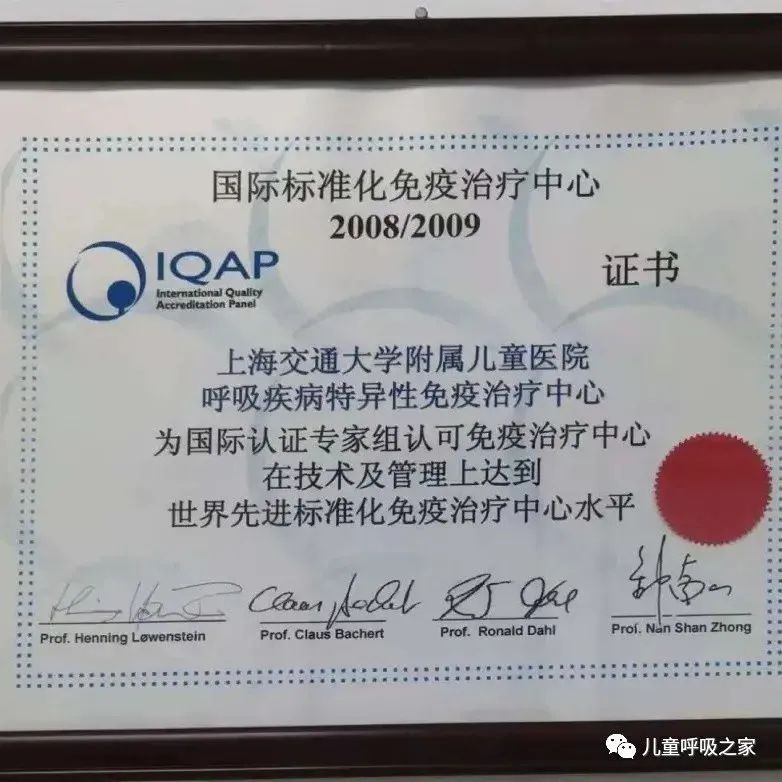 国际标准化免疫治疗中心
2008/2009
IQAP
International Quality
Accreditation Panel
证书
上海交通大学附属儿童医院
呼吸疾病特异性免疫治疗中心
为国际认证专家组认可免疫治疗中心
在技术及管理上达到
世界先进标准化免疫治疗中心水平
Prof. Henning Løwenstein
Prof. Claus Bachert
Prof. Ronald Dahl
Prof. Nan Shan Zhong
儿童呼吸之家